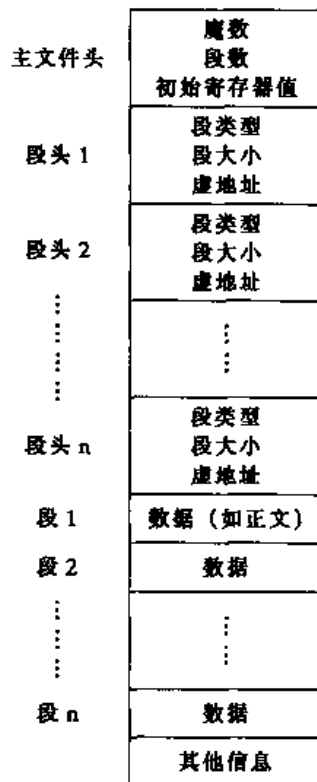 魔数
主文件头
段数
初始寄存器值
段类型
段头 1
段大小
虚地址
段类型
段头 2
段大小
虚地址
段类型
段头 n
段大小
虚地址
段 1
数据 (如正文)
段 2
数据
段 n
数据
其他信息